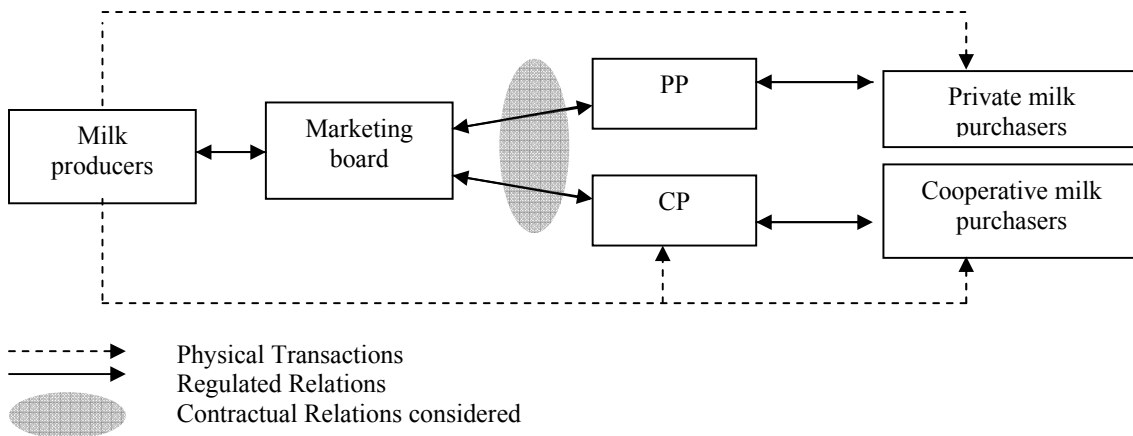 Milk
producers
Marketing
board
PP
CP
Private milk
purchasers
Cooperative milk
purchasers
Physical Transactions
Regulated Relations
Contractual Relations considered